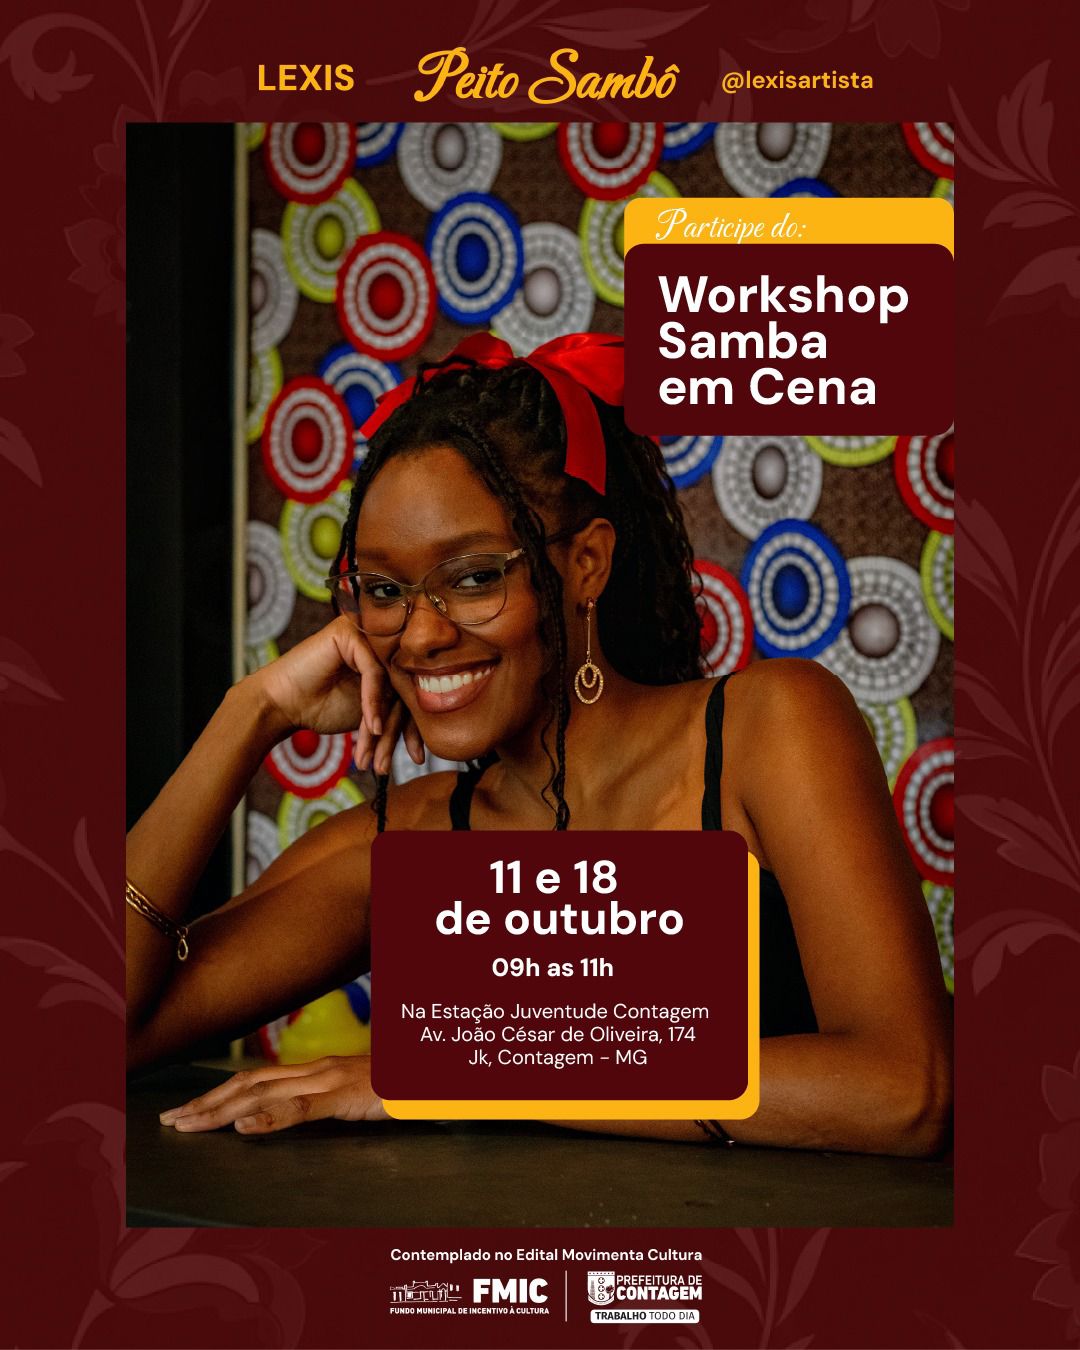 LEXIS
Peito Sambô
@lexisartista
Participe do:
Workshop
Samba
em Cena
11 e 18
de outubro
09h as 11h
Na Estação Juventude Contagem
Av. João César de Oliveira, 174
Jk, Contagem - MG
Contemplado no Edital Movimenta Cultura
FMIC
FUNDO MUNICIPAL DE INCENTIVO À CULTURA
PREFEITURA DE
CONTAGEM
TRABALHO TODO DIA